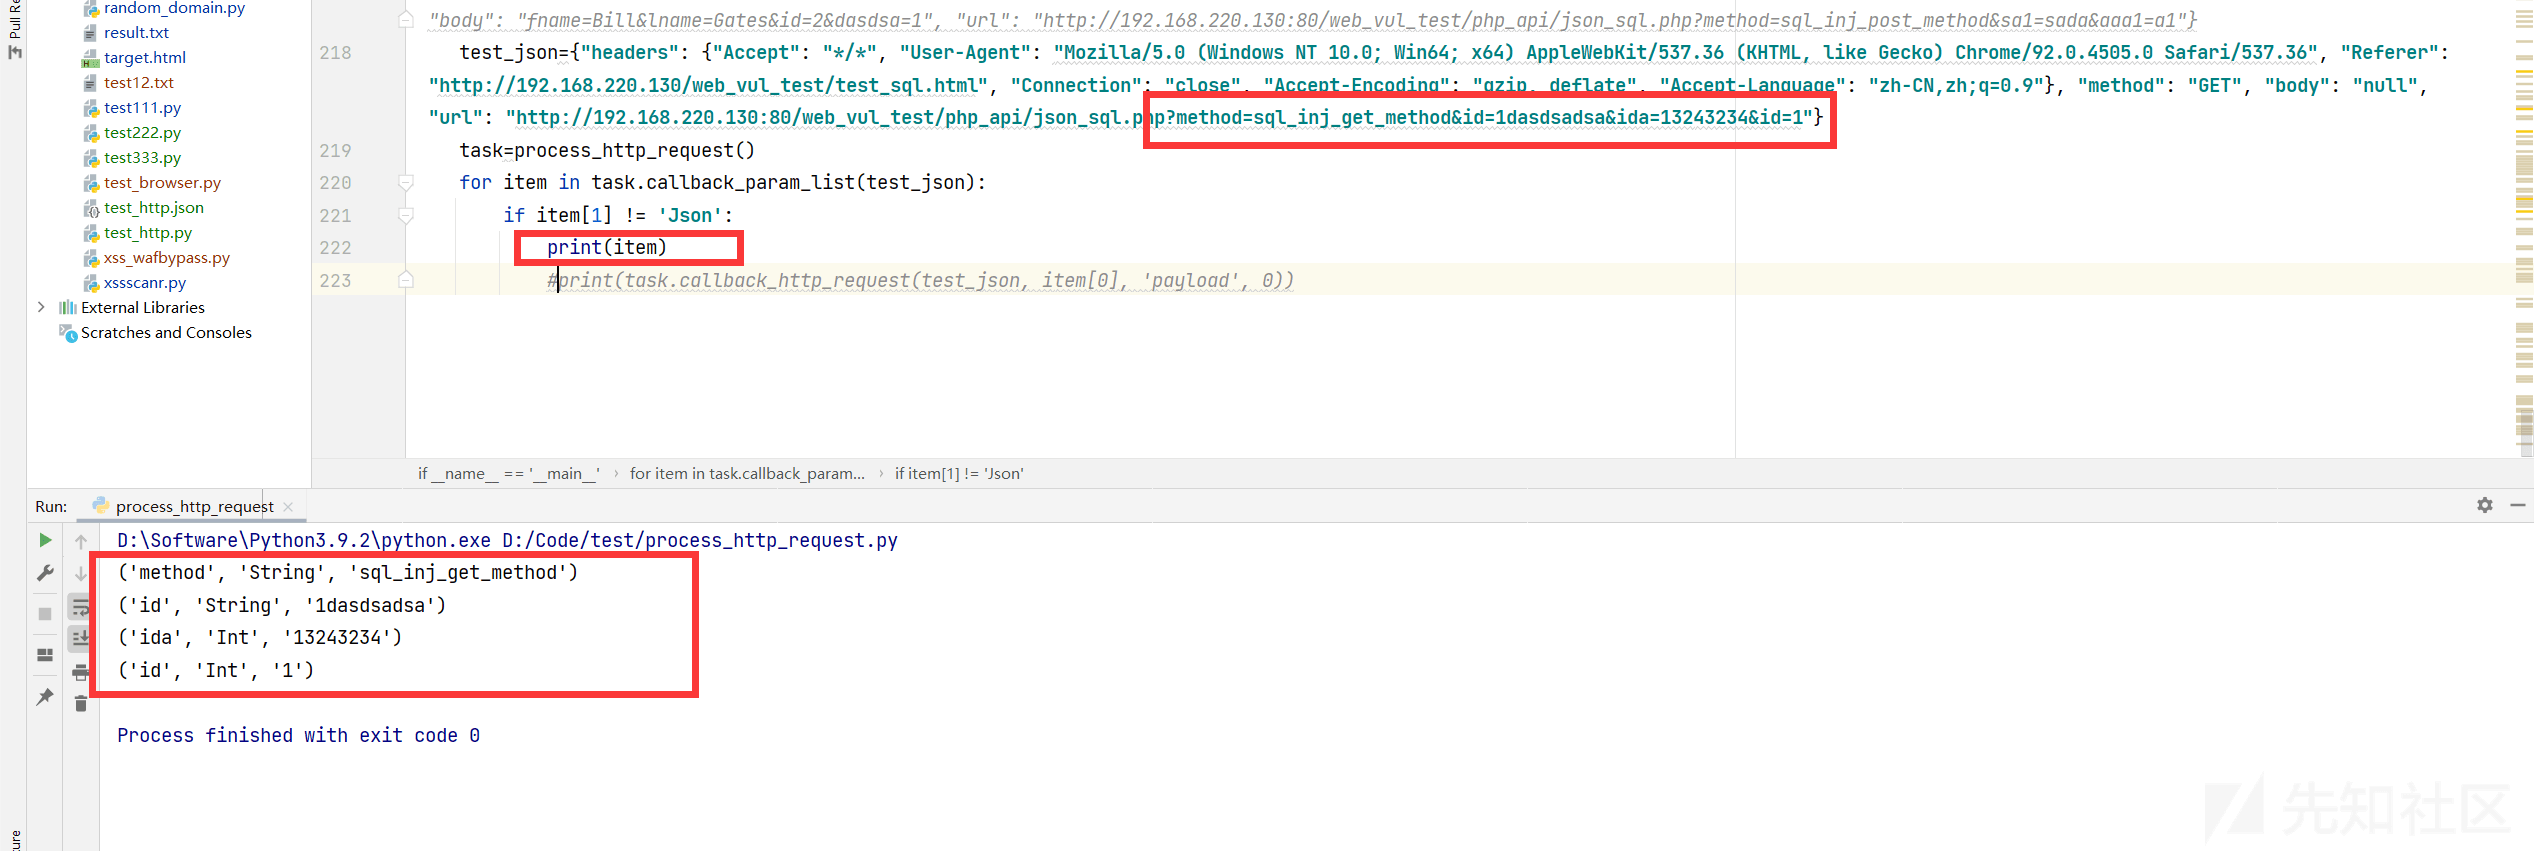 Pull Re
random_domain.py
result.txt
target.html
test12.txt
test111.py
test222.py
test333.py
test_browser.py
test_http.json
test_http.py
xss_wafbypass.py
xssscanr.py
External Libraries
Scratches and Consoles
"body": "fname=Bill&lname=Gates&id=2&dasdsa=1", "url": "http://192.168.220.130:80/web_vul_test/php_api/json_sql.php?method=sql_inj_post_method&sa1=sada&aaa1=a1"}
218 test_json={"headers": {"Accept": "*/*", "User-Agent": "Mozilla/5.0 (Windows NT 10.0; Win64; x64) AppleWebKit/537.36 (KHTML, like Gecko) Chrome/92.0.4505.0 Safari/537.36", "Referer":
"http://192.168.220.130/web_vul_test/test_sql.html", "Connection": "close", "Accept-Encoding": "gzip, deflate", "Accept-Language": "zh-CN,zh;q=0.9"}, "method": "GET", "body": "null",
"url": "http://192.168.220.130:80/web_vul_test/php_api/json_sql.php?method=sql_inj_get_method&id=1dasdsadsa&ida=13243234&id=1"}
219 task=process_http_request()
220 for item in task.callback_param_list(test_json):
221 if item[1] != 'Json':
222 print(item)
223 #print(task.callback_http_request(test_json, item[0], 'payload', 0))
if __name__ == '__main__' › for item in task.callback_param... › if item[1] != 'Json'
Run: process_http_request
D:\Software\Python3.9.2\python.exe D:/Code/test/process_http_request.py
('method', 'String', 'sql_inj_get_method')
('id', 'String', '1dasdsadsa')
('ida', 'Int', '13243234')
('id', 'Int', '1')
Process finished with exit code 0
ure
先知社区